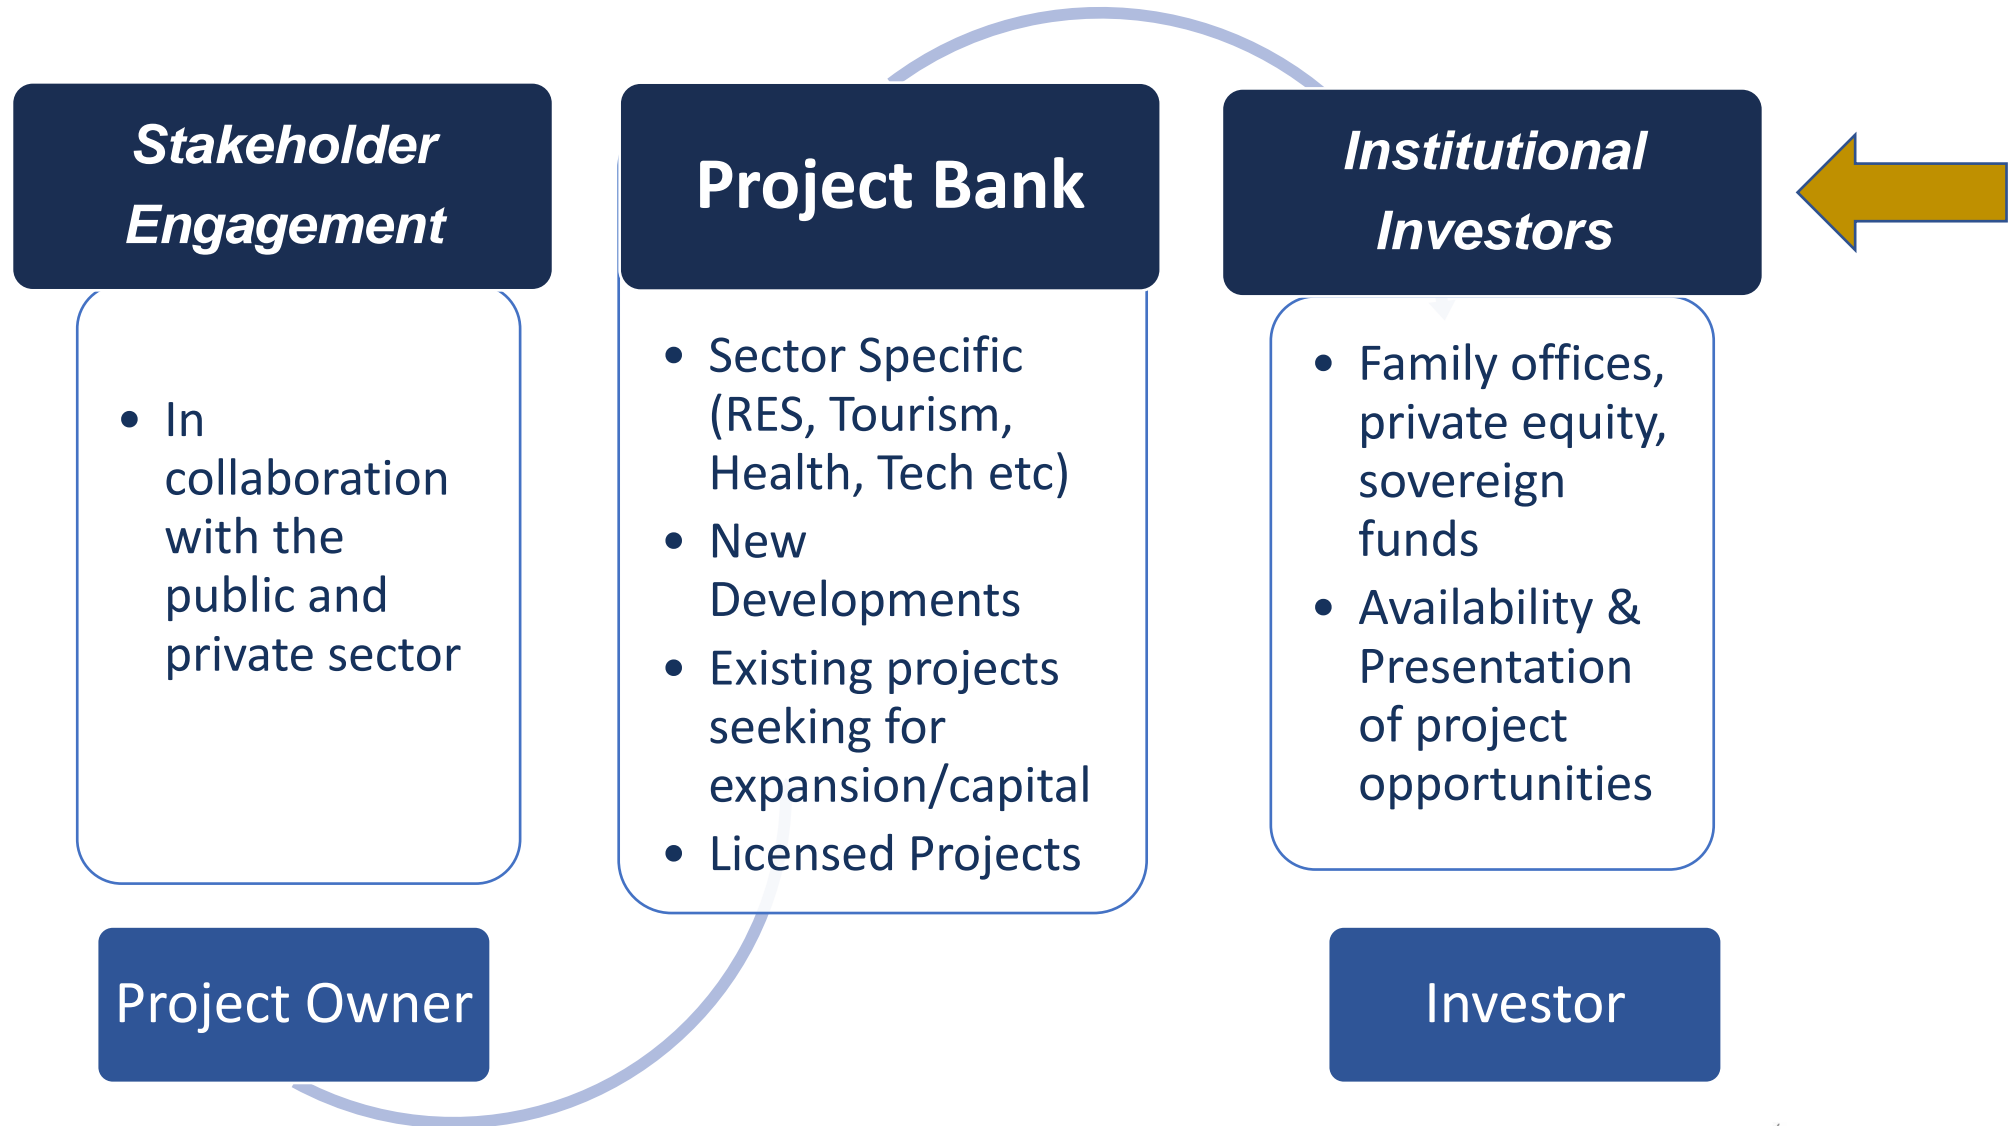 Stakeholder
Engagement
• In
collaboration
with the
public and
private sector
Project Owner
Project Bank
• Sector Specific
(RES, Tourism,
Health, Tech etc)
• New
Developments
• Existing projects
seeking for
expansion/capital
• Licensed Projects
Institutional
Investors
• Family offices,
private equity,
sovereign
funds
• Availability &
Presentation
of project
opportunities
Investor